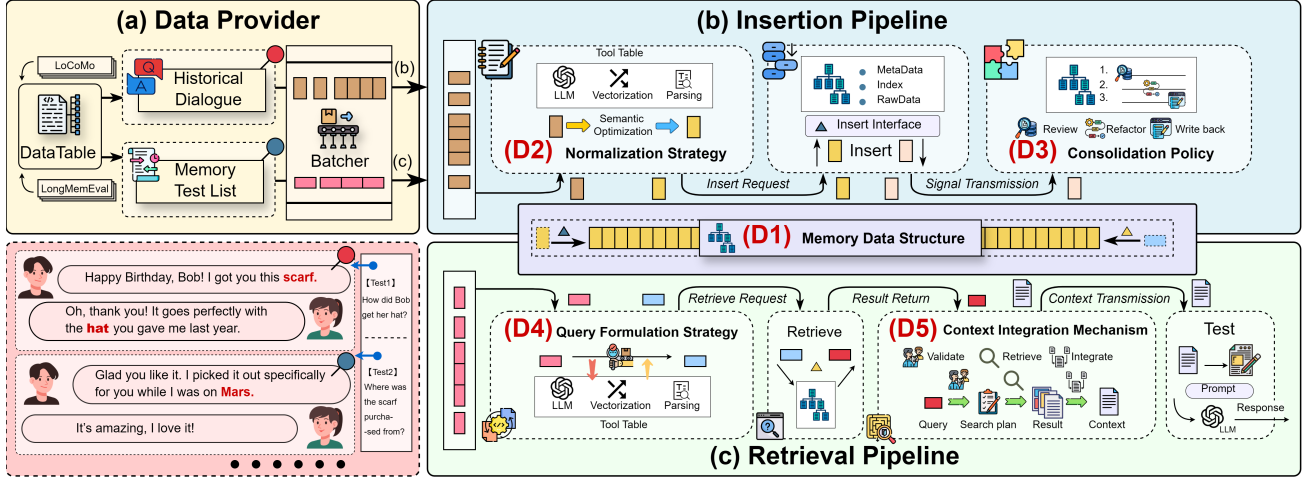 (a) Data Provider
LoCoMo
DataTable
LongMemEval
Historical
Dialogue
Memory
Test List
Batcher
(b)
(c)
(b) Insertion Pipeline
Tool Table
LLM
Vectorization
Parsing
Semantic
Optimization
(D2)
Normalization Strategy
Insert Request
MetaData
Index
RawData
Insert Interface
Insert
Signal Transmission
1.
2.
3.
Review
Refactor
Write back
(D3)
Consolidation Policy
(D1)
Memory Data Structure
Happy Birthday, Bob! I got you this scarf.
Oh, thank you! It goes perfectly with
the hat you gave me last year.
Glad you like it. I picked it out specifically
for you while I was on Mars.
It's amazing, I love it!
【Test1】
How did Bob
get her hat?
【Test2】
Where was
the scarf
purcha-
-sed from?
Retrieve Request
Result Return
Context Transmission
(D4)
Query Formulation Strategy
LLM
Vectorization
Parsing
Tool Table
Retrieve
(D5)
Context Integration Mechanism
Validate
Retrieve
Integrate
Query
Search plan
Result
Context
Test
Prompt
LLM
Response
(c) Retrieval Pipeline